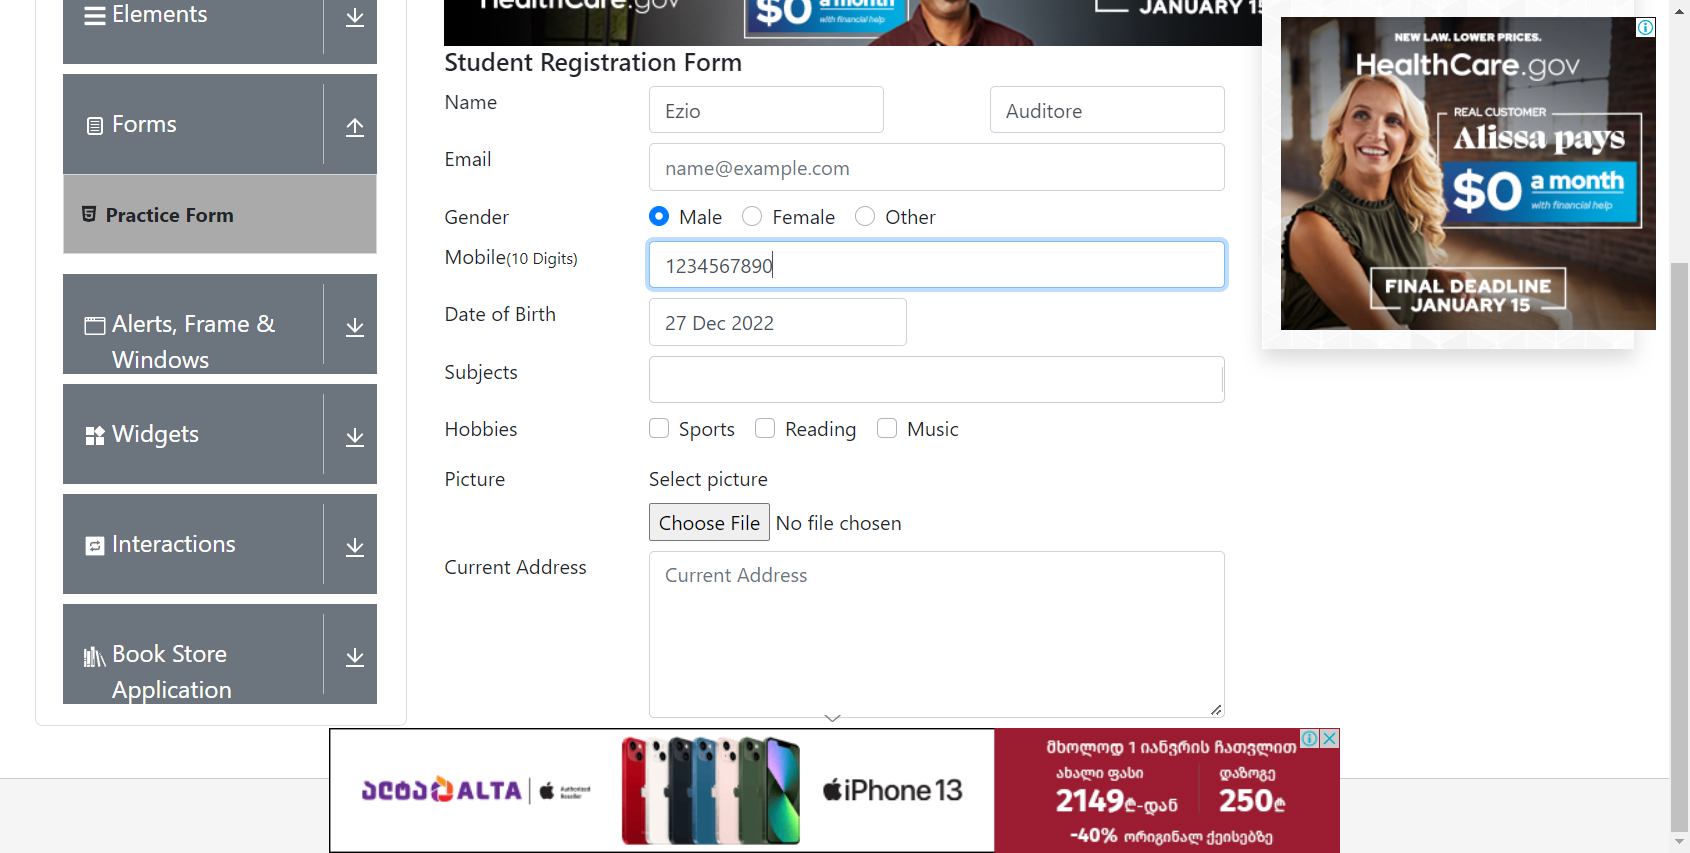 Elements
Forms
Practice Form
Alerts, Frame &
Windows
Widgets
Interactions
Book Store
Application
HealthCare.gov
$0 a month
with financial help
JANUARY 15
Student Registration Form
Name
Ezio
Auditore
Email
name@example.com
Gender
Male
Female
Other
Mobile(10 Digits)
1234567890
Date of Birth
27 Dec 2022
Subjects
Hobbies
Sports
Reading
Music
Picture
Select picture
Choose File No file chosen
Current Address
Current Address
NEW LAW. LOWER PRICES.
HealthCare.gov
REAL CUSTOMER
Alissa pays
$0 a month
with financial help
FINAL DEADLINE
JANUARY 15
ალტა ALTA
Authorized
Reseller
iPhone 13
მხოლოდ 1 იანვრის ჩათვლით
ახალი ფასი
2149₾-დან
დაზოგე
250₾
-40% ორიგინალ ქეისებზე